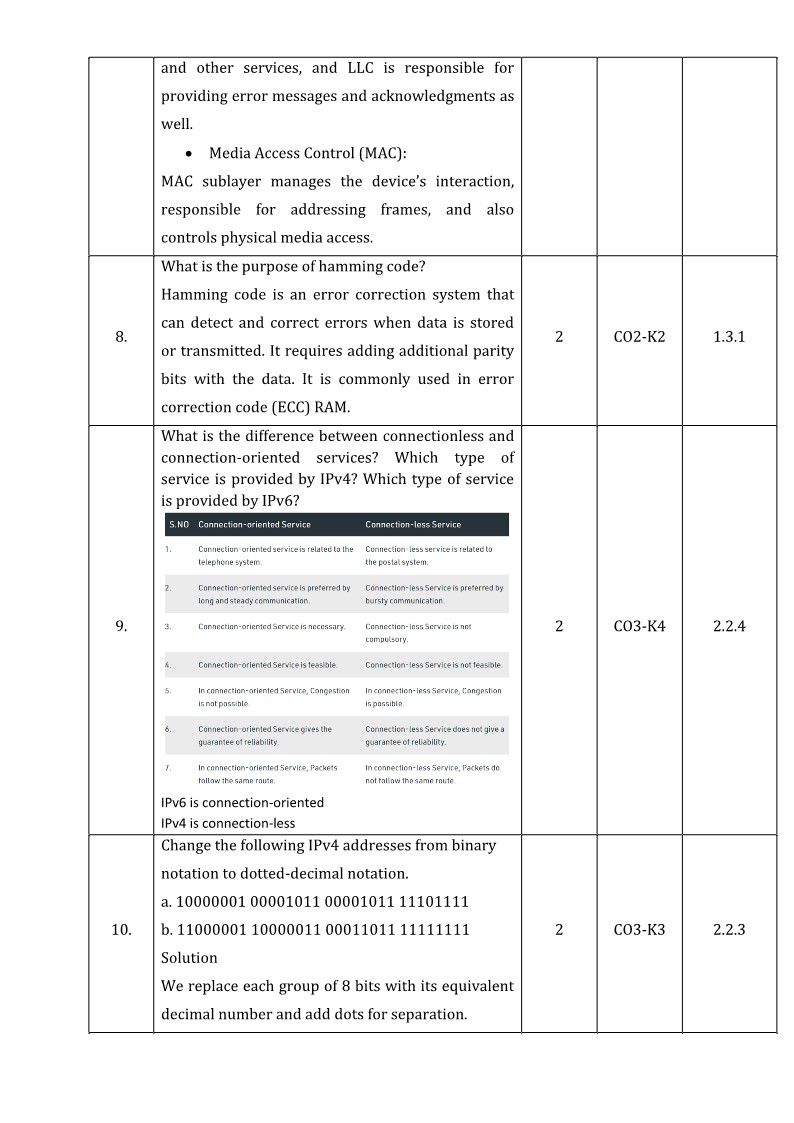 and other services, and LLC is responsible for
providing error messages and acknowledgments as
well.
• Media Access Control (MAC):
MAC sublayer manages the device's interaction,
responsible for addressing frames, and also
controls physical media access.
8.
What is the purpose of hamming code?
Hamming code is an error correction system that
can detect and correct errors when data is stored
or transmitted. It requires adding additional parity
bits with the data. It is commonly used in error
correction code (ECC) RAM.
2
CO2-K2
1.3.1
9.
What is the difference between connectionless and
connection-oriented services? Which type of
service is provided by IPv4? Which type of service
is provided by IPv6?
S.NO Connection-oriented Service Connection-less Service
1. Connection-oriented service is related to the Connection-less service is related to
telephone system. the postal system.
2. Connection-oriented service is preferred by Connection-less Service is preferred by
long and steady communication. bursty communication.
3. Connection-oriented Service is necessary. Connection-less Service is not
compulsory.
4. Connection-oriented Service is feasible. Connection-less Service is not feasible.
5. In connection-oriented Service, Congestion In connection-less Service, Congestion
is not possible. is possible.
6. Connection-oriented Service gives the Connection-less Service does not give a
guarantee of reliability. guarantee of reliability.
7. In connection-oriented Service, Packets In connection-less Service, Packets do
follow the same route. not follow the same route.
IPv6 is connection-oriented
IPv4 is connection-less
2
CO3-K4
2.2.4
10.
Change the following IPv4 addresses from binary
notation to dotted-decimal notation.
a. 10000001 00001011 00001011 11101111
b. 11000001 10000011 00011011 11111111
Solution
We replace each group of 8 bits with its equivalent
decimal number and add dots for separation.
2
CO3-K3
2.2.3